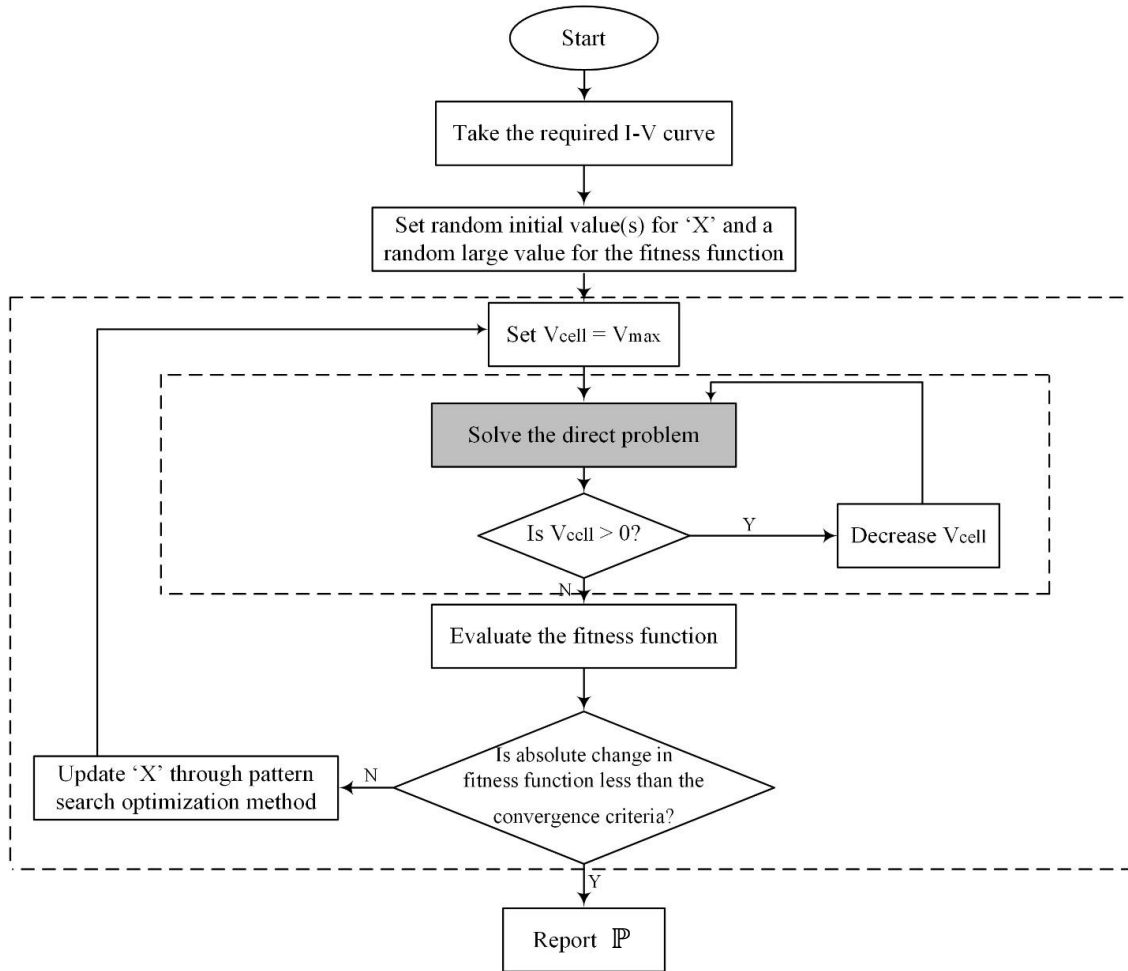 Start
Take the required I-V curve
Set random initial value(s) for ‘X’ and a
random large value for the fitness function
Set Vcell = Vmax
Solve the direct problem
Is Vcell > 0?
Y
Decrease Vcell
N
Evaluate the fitness function
Is absolute change in
fitness function less than the
convergence criteria?
N
Update ‘X’ through pattern
search optimization method
Y
Report ℙ